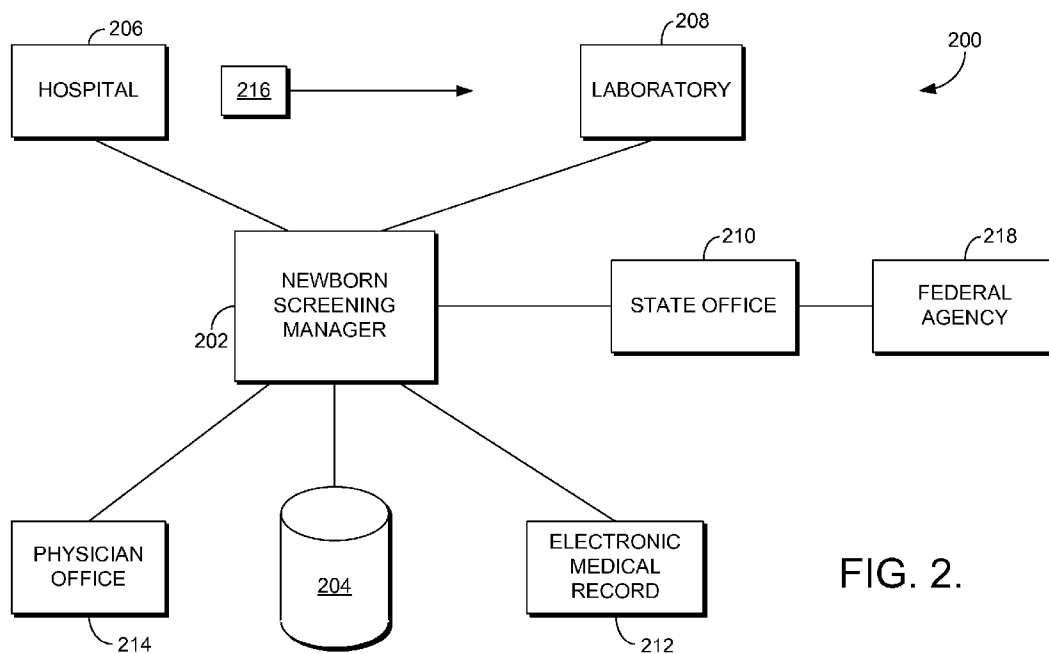 206
208
200
HOSPITAL
216
LABORATORY
210
218
NEWBORN
SCREENING
MANAGER
STATE OFFICE
FEDERAL
AGENCY
202
PHYSICIAN
OFFICE
204
ELECTRONIC
MEDICAL
RECORD
FIG. 2.
214
212